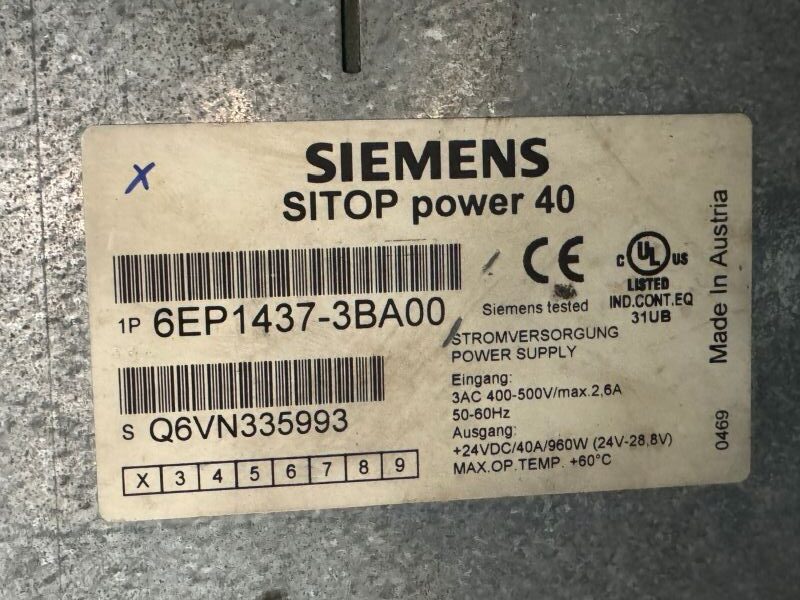 X
SIEMENS
SITOP power 40
1P 6EP1437-3BA00
S Q6VN335993
X 3 4 5 6 7 8 9
CE
C UL US
LISTED
IND.CONT.EQ
31UB
Siemens tested
STROMVERSORGUNG
POWER SUPPLY
Eingang:
3AC 400-500V/max.2,6A
50-60Hz
Ausgang:
+24VDC/40A/960W (24V-28,8V)
MAX.OP.TEMP. +60°C
Made In Austria
0469